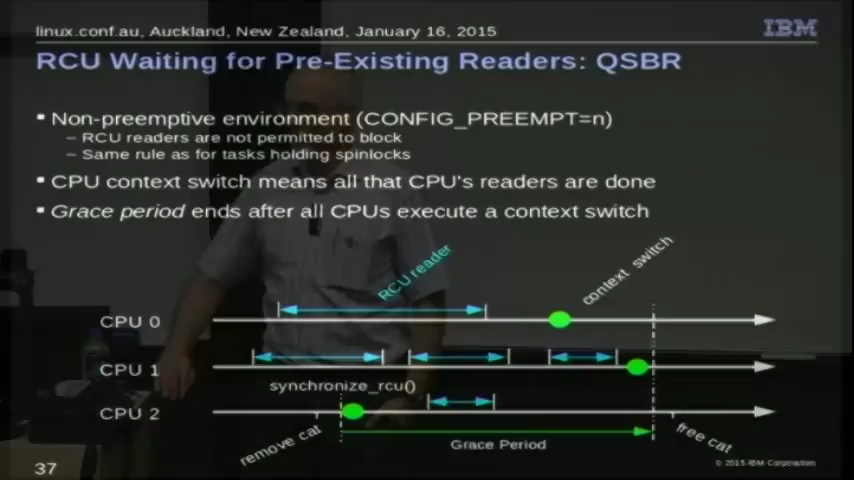 linux.conf.au, Auckland, New Zealand, January 16, 2015
IBM
RCU Waiting for Pre-Existing Readers: QSBR
▪ Non-preemptive environment (CONFIG_PREEMPT=n)
– RCU readers are not permitted to block
– Same rule as for tasks holding spinlocks
▪ CPU context switch means all that CPU's readers are done
▪ Grace period ends after all CPUs execute a context switch
RCU reader
context switch
CPU 0
CPU 1
synchronize_rcu()
CPU 2
remove cat
Grace Period
free cat
37
© 2015 IBM Corporation